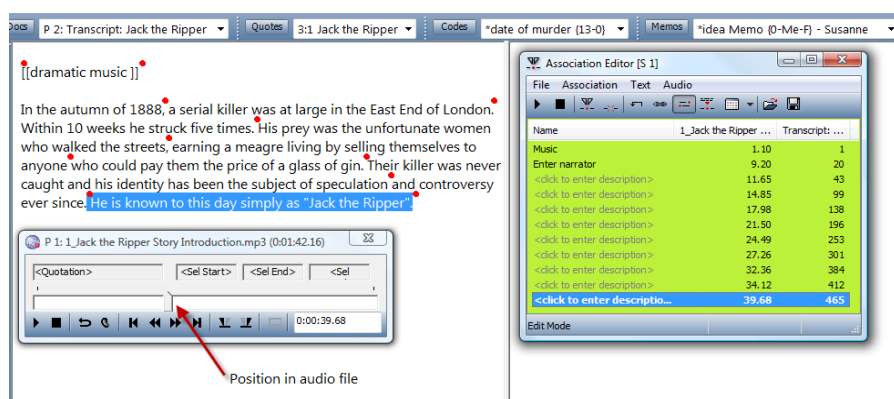 Docs P 2: Transcript: Jack the Ripper Quotes 3:1 Jack the Ripper Codes *date of murder {13-0} Memos *idea Memo {0-Me-F} - Susanne
[[dramatic music ]]
In the autumn of 1888, a serial killer was at large in the East End of London.
Within 10 weeks he struck five times. His prey was the unfortunate women
who walked the streets, earning a meagre living by selling themselves to
anyone who could pay them the price of a glass of gin. Their killer was never
caught and his identity has been the subject of speculation and controversy
ever since. He is known to this day simply as "Jack the Ripper".
P 1: 1_Jack the Ripper Story Introduction.mp3 (0:01:42.16)
<Quotation> <Sel Start> <Sel End> <Sel
0:00:39.68
Position in audio file
Association Editor [S 1]
File Association Text Audio
Name 1_Jack the Ripper ... Transcript: ...
Music 1.10 1
Enter narrator 9.20 20
<click to enter description> 11.65 43
<click to enter description> 14.85 99
<click to enter description> 17.98 138
<click to enter description> 21.50 196
<click to enter description> 24.49 253
<click to enter description> 27.26 301
<click to enter description> 32.36 384
<click to enter description> 34.12 412
<click to enter descriptio... 39.68 465
Edit Mode